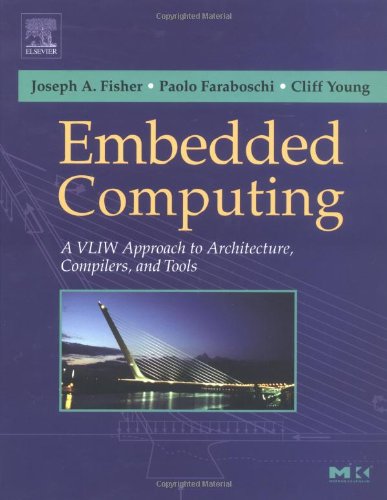 ELSEVIER
Joseph A. Fisher • Paolo Faraboschi • Cliff Young
Embedded
Computing
A VLIW Approach to Architecture,
Compilers, and Tools
MK